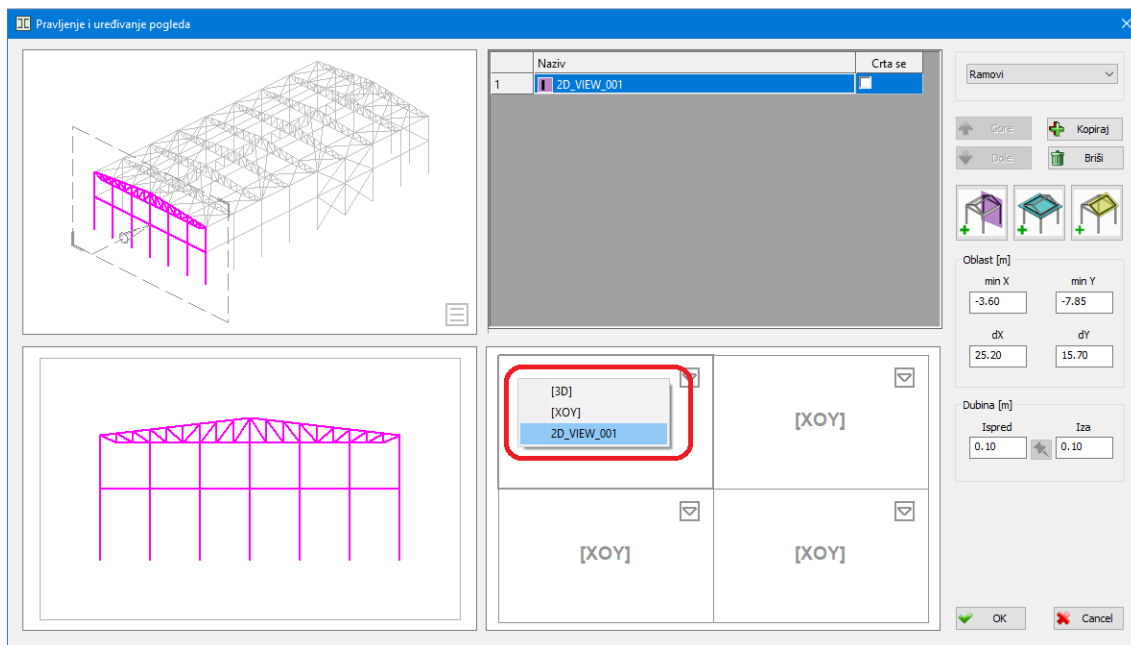 Pravljenje i uređivanje pogleda
Naziv Crta se
1 2D_VIEW_001
Ramovi
Gore Kopiraj
Dole Briši
Oblast [m]
min X min Y
-3.60 -7.85
dX dY
25.20 15.70
Dubina [m]
Ispred Iza
0.10 0.10
[3D]
[XOY]
2D_VIEW_001
[XOY]
[XOY] [XOY]
OK Cancel